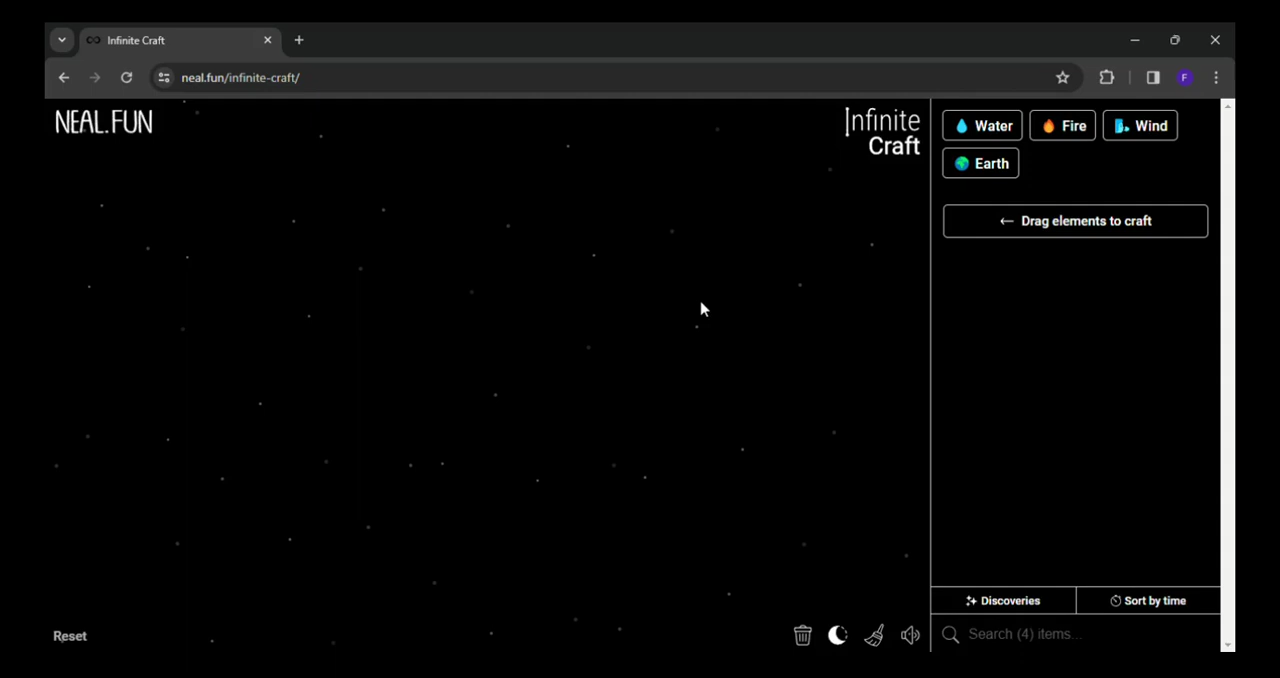 Infinite Craft
neal.fun/infinite-craft/
F
NEAL.FUN
Infinite
Craft
Water
Fire
Wind
Earth
← Drag elements to craft
Discoveries
Sort by time
Search (4) items...
Reset